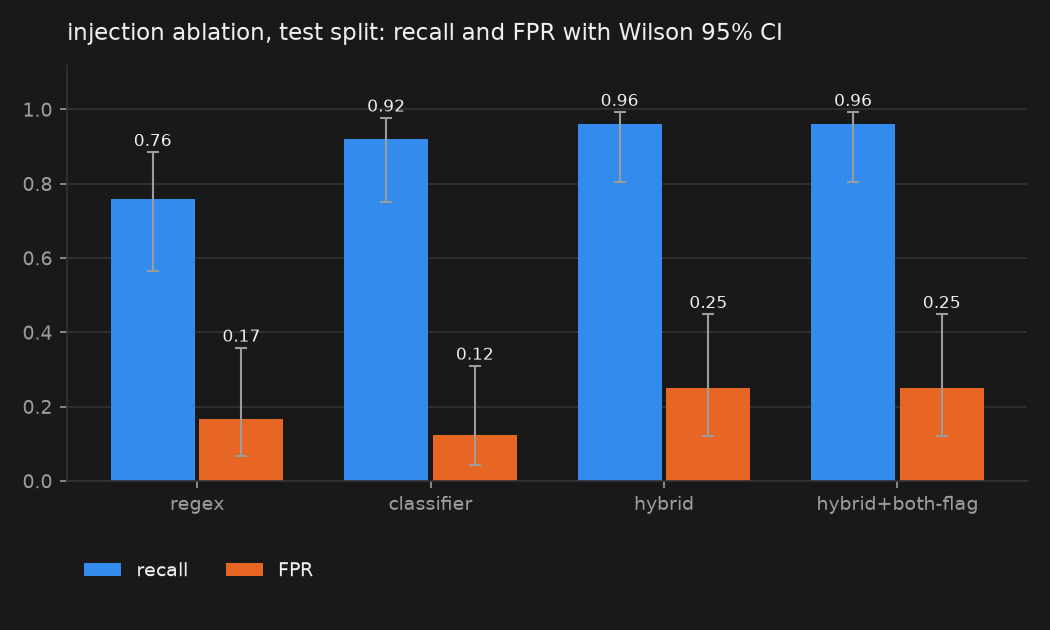 injection ablation, test split: recall and FPR with Wilson 95% CI
1.0
0.8
0.6
0.4
0.2
0.0
0.76
0.17
0.92
0.12
0.96
0.25
0.96
0.25
regex
classifier
hybrid
hybrid+both-flag
recall
FPR